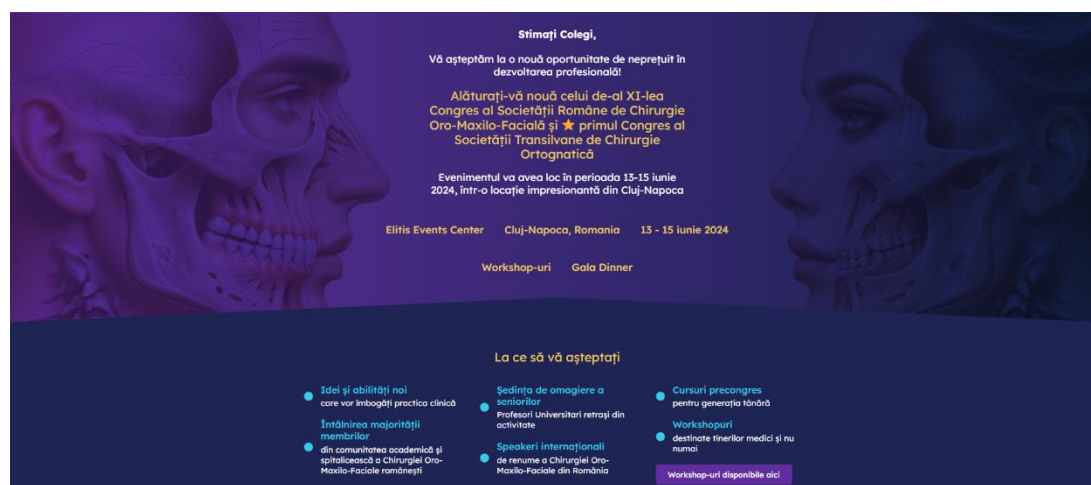 Stimați Colegi,
Vă așteptăm la o nouă oportunitate de neprețuit în
dezvoltarea profesională!
Alăturați-vă nouă celui de-al XI-lea
Congres al Societății Române de Chirurgie
Oro-Maxilo-Facială și ⭐ primul Congres al
Societății Transilvane de Chirurgie
Ortognatică
Evenimentul va avea loc în perioada 13-15 iunie
2024, într-o locație impresionantă din Cluj-Napoca
Elitis Events Center Cluj-Napoca, Romania 13 - 15 iunie 2024
Workshop-uri Gala Dinner
La ce să vă așteptați
Idei și abilități noi
care vor îmbogăți practica clinică
Întâlnirea majorității
membrilor
din comunitatea academică și
spitalicească a Chirurgiei Oro-
Maxilo-Faciale românești
Ședința de omagiere a
seniorilor
Profesori Universitari retrași din
activitate
Speakeri internaționali
de renume a Chirurgiei Oro-
Maxilo-Faciale din România
Cursuri precongres
pentru generația tânără
Workshopuri
destinate tinerilor medici și nu
numai
Workshop-uri disponibile aici